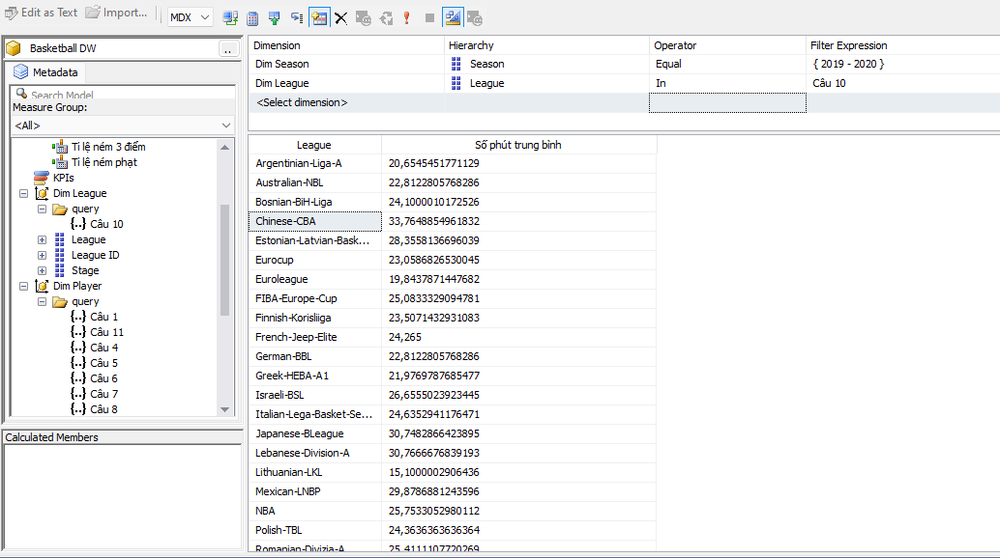 Edit as Text Import... MDX
Basketball DW ..
Metadata
Search Model
Measure Group:
<All>
Tỉ lệ ném 3 điểm
Tỉ lệ ném phạt
KPIs
Dim League
query
Câu 10
League
League ID
Stage
Dim Player
query
Câu 1
Câu 11
Câu 4
Câu 5
Câu 6
Câu 7
Câu 8
Calculated Members
Dimension Hierarchy Operator Filter Expression
Dim Season Season Equal { 2019 - 2020 }
Dim League League In Câu 10
<Select dimension>
League Số phút trung bình
Argentinian-Liga-A 20,6545451771129
Australian-NBL 22,8122805768286
Bosnian-BiH-Liga 24,1000010172526
Chinese-CBA 33,7648854961832
Estonian-Latvian-Bask... 28,3558136696039
Eurocup 23,0586826530045
Euroleague 19,8437871447682
FIBA-Europe-Cup 25,0833329094781
Finnish-Korisliiga 23,5071432931083
French-Jeep-Elite 24,265
German-BBL 22,8122805768286
Greek-HEBA-A1 21,9769787685477
Israeli-BSL 26,6555023923445
Italian-Lega-Basket-Se... 24,6352941176471
Japanese-BLeague 30,7482866423895
Lebanese-Division-A 30,7666676839193
Lithuanian-LKL 15,1000002906436
Mexican-LNBP 29,8786881243596
NBA 25,7533052980112
Polish-TBL 24,3636363636364
Romanian-Divizia-A 25,4111107720269